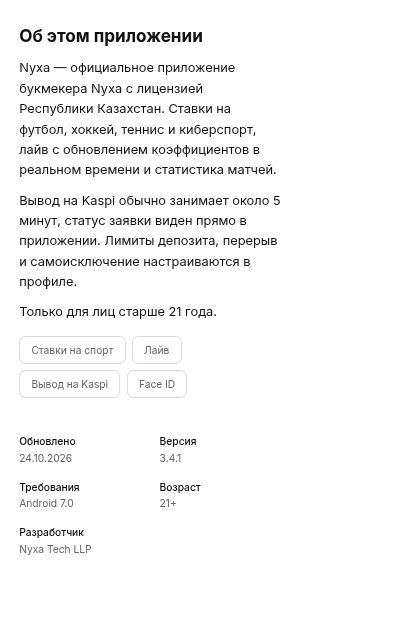 Об этом приложении
Nyxa — официальное приложение
букмекера Nyxa с лицензией
Республики Казахстан. Ставки на
футбол, хоккей, теннис и киберспорт,
лайв с обновлением коэффициентов в
реальном времени и статистика матчей.
Вывод на Kaspi обычно занимает около 5
минут, статус заявки виден прямо в
приложении. Лимиты депозита, перерыв
и самоисключение настраиваются в
профиле.
Только для лиц старше 21 года.
Ставки на спорт
Лайв
Вывод на Kaspi
Face ID
Обновлено
24.10.2026
Версия
3.4.1
Требования
Android 7.0
Возраст
21+
Разработчик
Nyxa Tech LLP